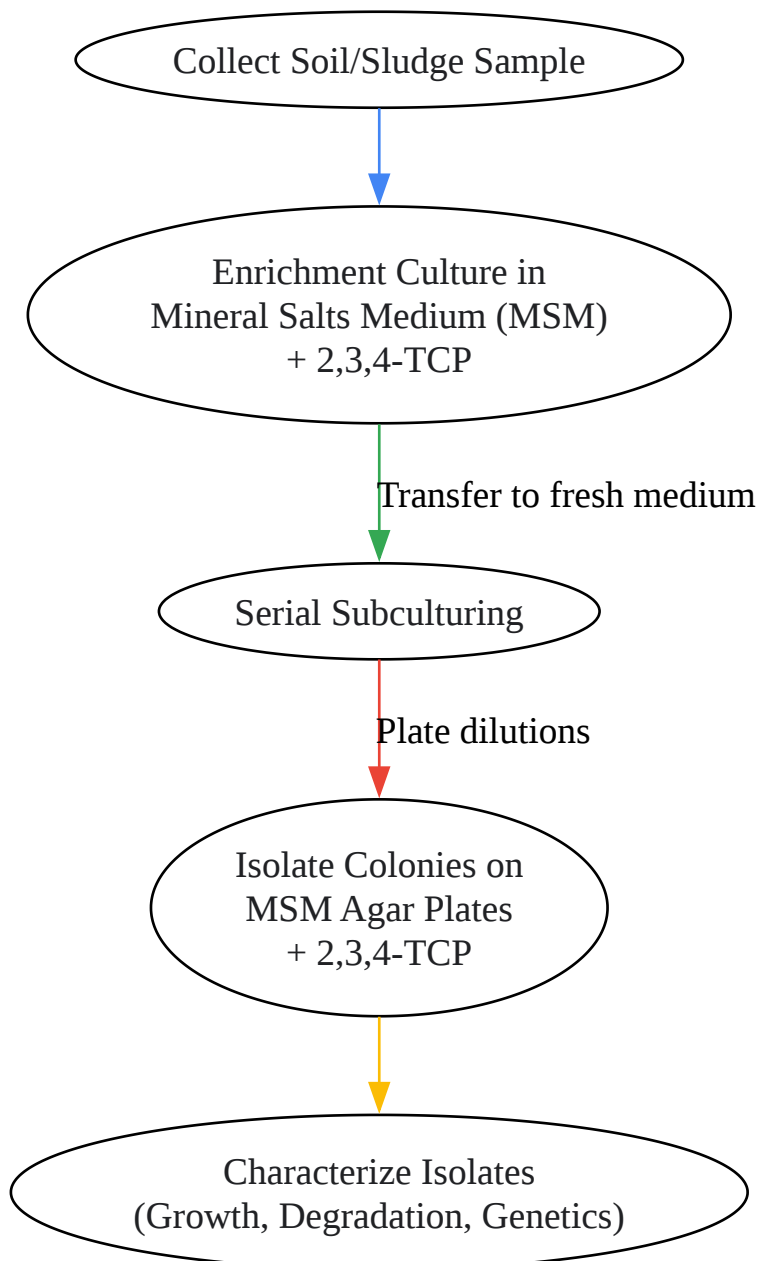 Collect Soil/Sludge Sample
Enrichment Culture in
Mineral Salts Medium (MSM)
+ 2,3,4-TCP
Transfer to fresh medium
Serial Subculturing
Plate dilutions
Isolate Colonies on
MSM Agar Plates
+ 2,3,4-TCP
Characterize Isolates
(Growth, Degradation, Genetics)